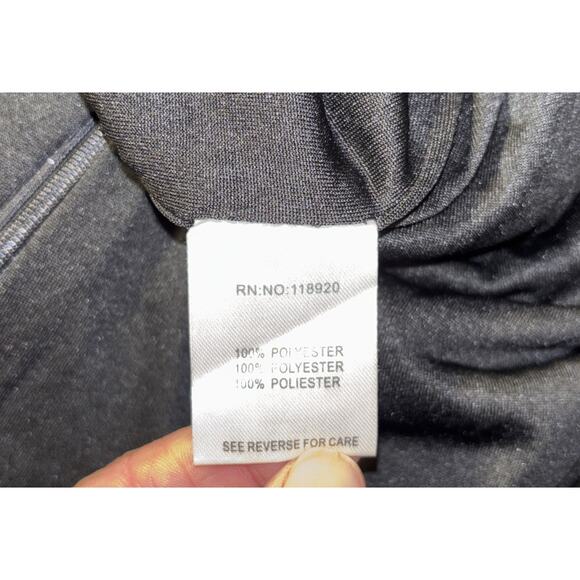 RN:NO:118920
100% POLYESTER
100% POLYESTER
100% POLIESTER
SEE REVERSE FOR CARE